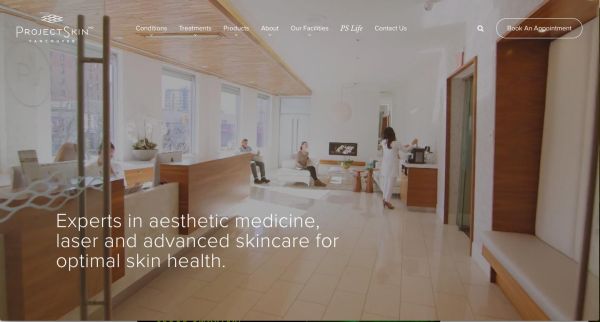 PROJECTSKIN
VANCOUVER
Conditions
Treatments
Products
About
Our Facilities
PS Life
Contact Us
Book An Appointment
Experts in aesthetic medicine,
laser and advanced skincare for
optimal skin health.